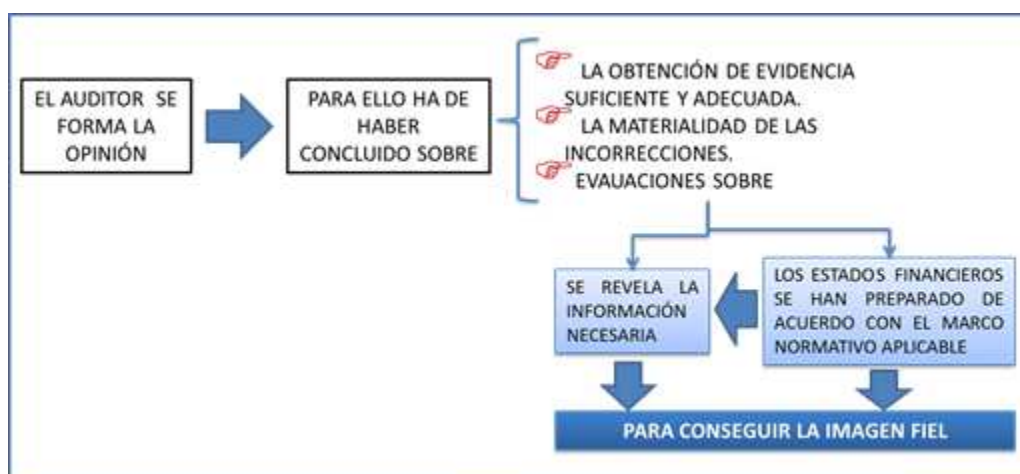 EL AUDITOR SE
FORMA LA
OPINIÓN
PARA ELLO HA DE
HABER
CONCLUIDO SOBRE
LA OBTENCIÓN DE EVIDENCIA
SUFICIENTE Y ADECUADA.
LA MATERIALIDAD DE LAS
INCORRECCIONES.
EVAUACIONES SOBRE
SE REVELA LA
INFORMACIÓN
NECESARIA
LOS ESTADOS FINANCIEROS
SE HAN PREPARADO DE
ACUERDO CON EL MARCO
NORMATIVO APLICABLE
PARA CONSEGUIR LA IMAGEN FIEL